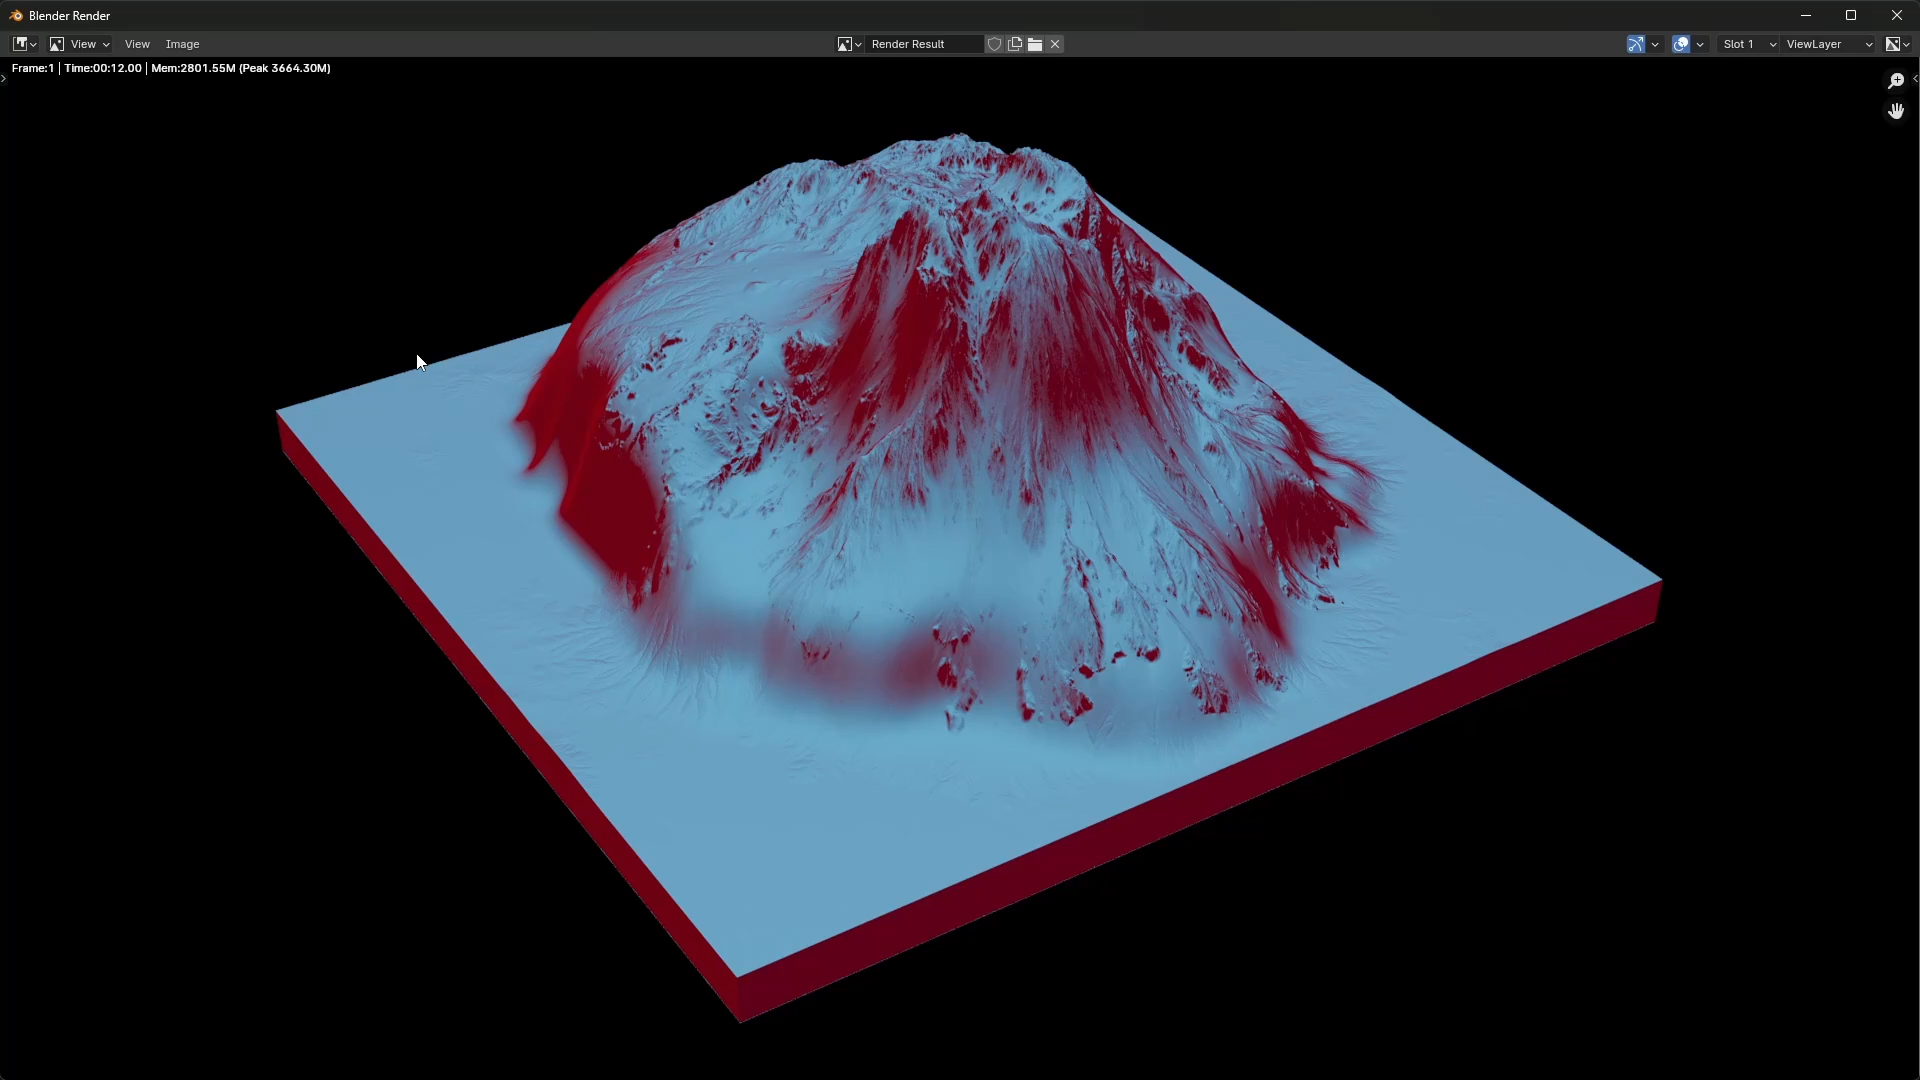 Blender Render
View View Image Render Result Slot 1 ViewLayer
Frame:1 | Time:00:12.00 | Mem:2801.55M (Peak 3664.30M)